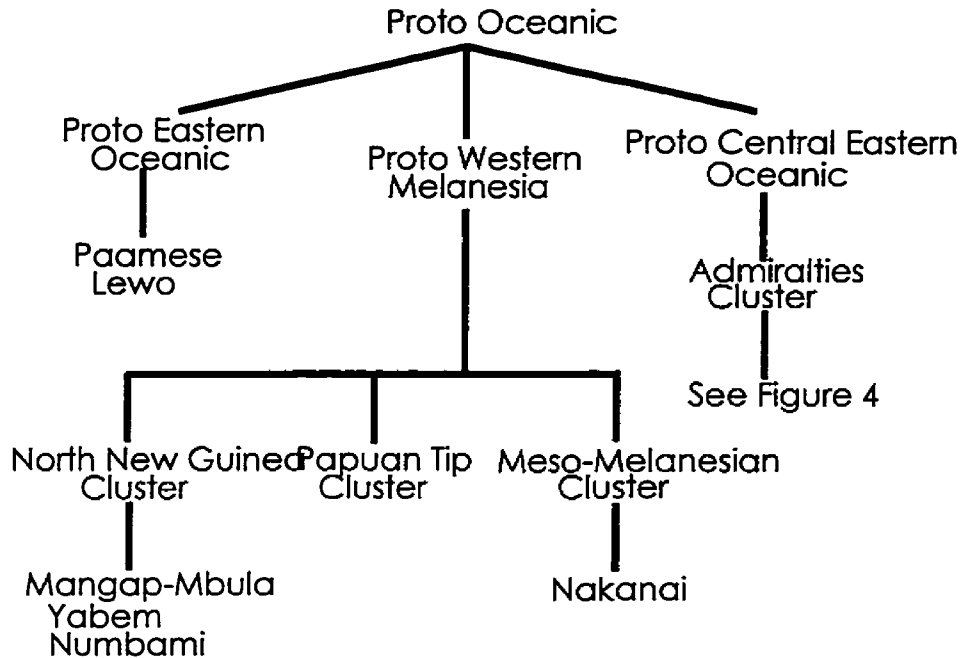 Proto Oceanic
Proto Eastern
Oceanic
Proto Western
Melanesia
Proto Central Eastern
Oceanic
Paamese
Lewo
Admiralties
Cluster
See Figure 4
North New Guinea
Cluster
Papuan Tip
Cluster
Meso-Melanesian
Cluster
Mangap-Mbula
Yabem
Numbami
Nakanai